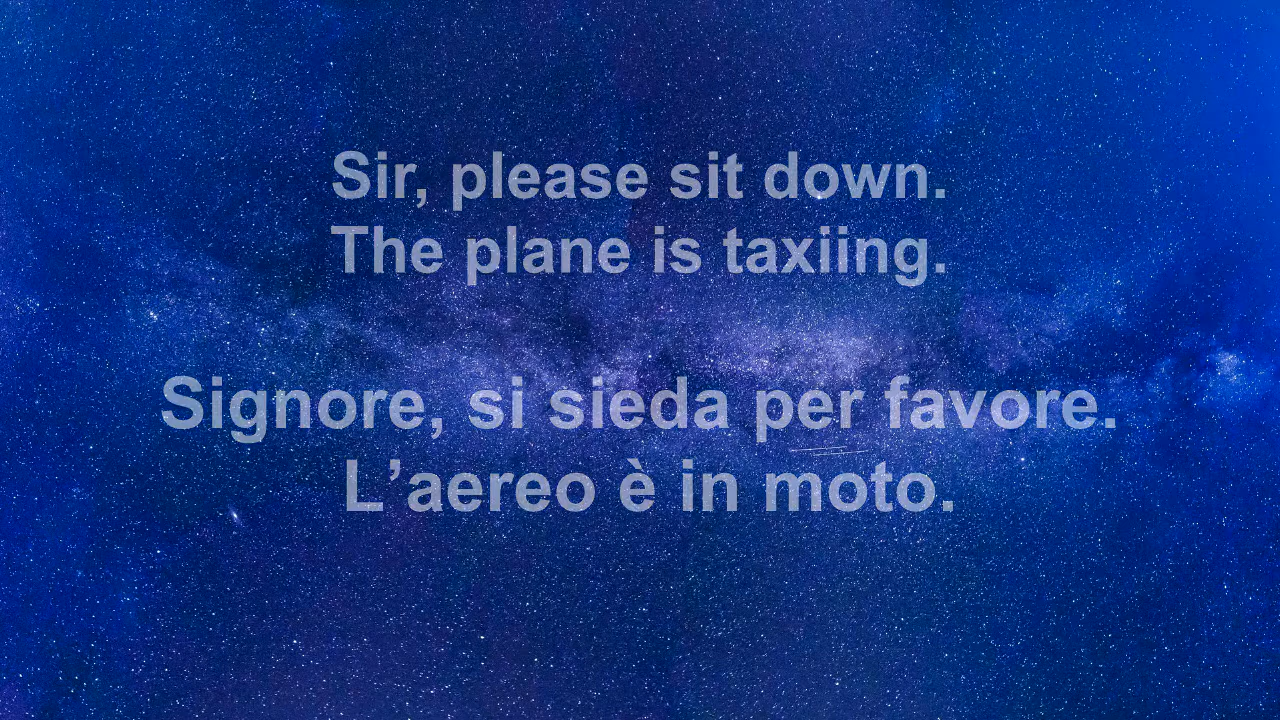 Sir, please sit down.
The plane is taxiing.
Signore, si sieda per favore.
L’aereo è in moto.